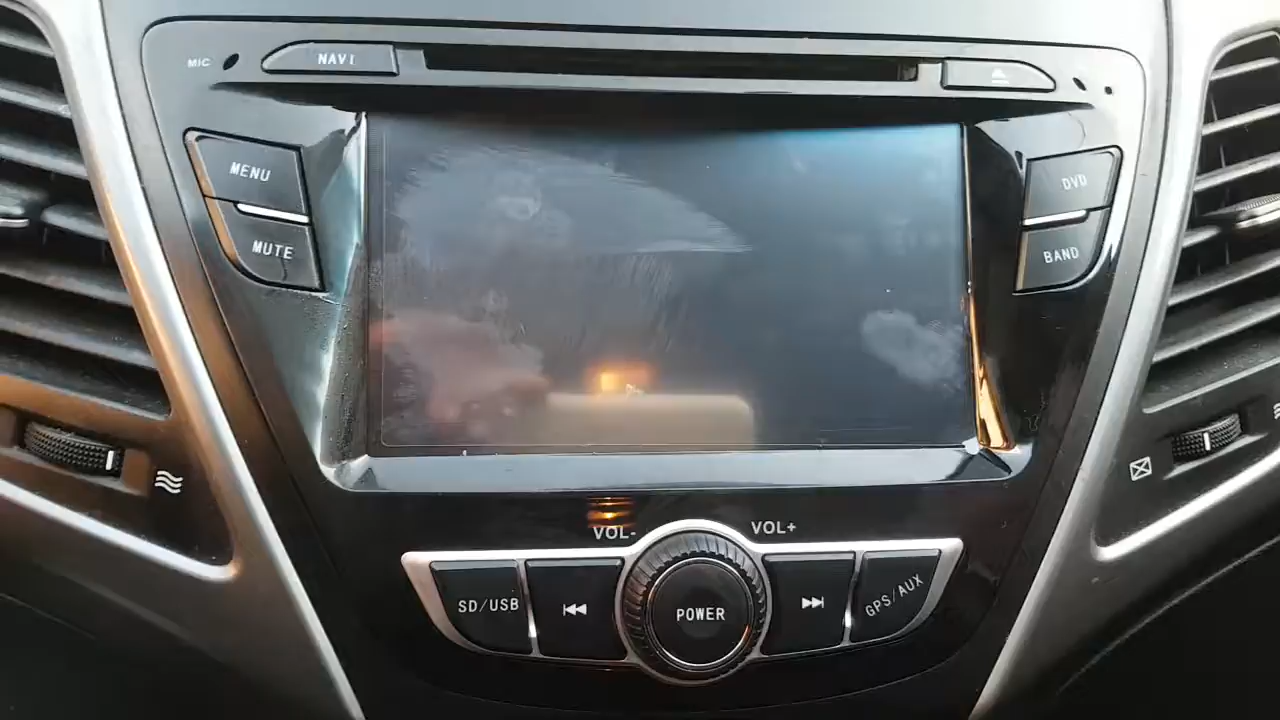 MIC
NAVI
MENU
MUTE
DVD
BAND
VOL-
VOL+
SD/USB
POWER
GPS/AUX